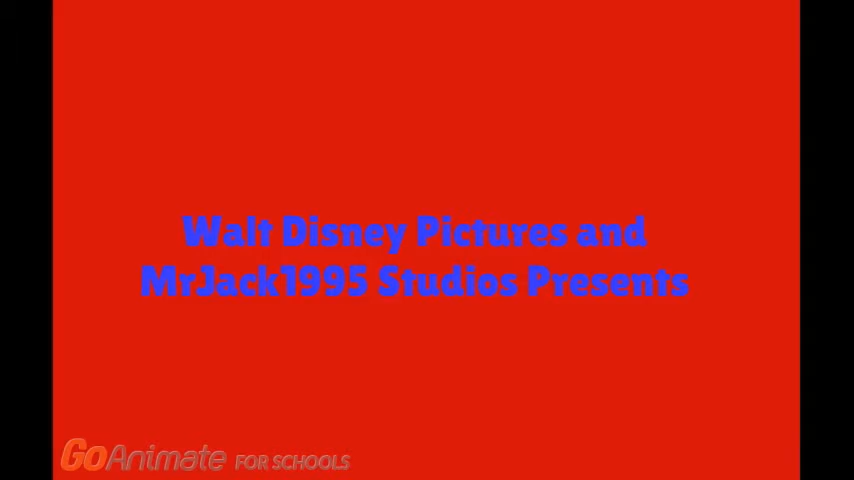 Walt Disney Pictures and
MrJack1995 Studios Presents
GoAnimate FOR SCHOOLS